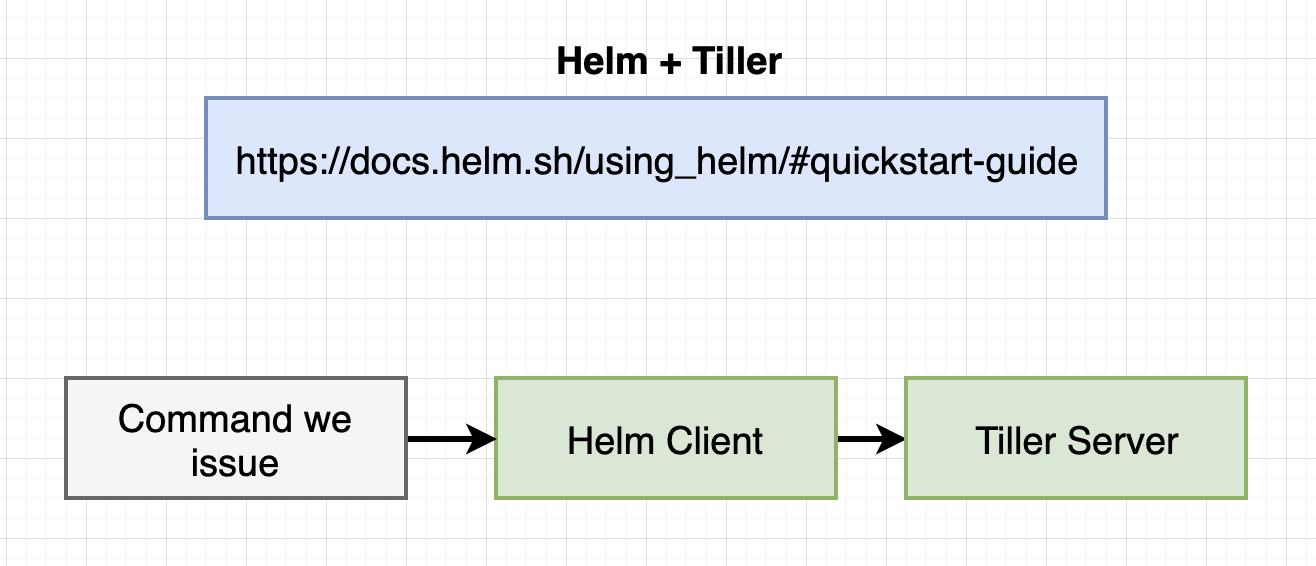 Helm + Tiller
https://docs.helm.sh/using_helm/#quickstart-guide
Command we
issue
Helm Client
Tiller Server